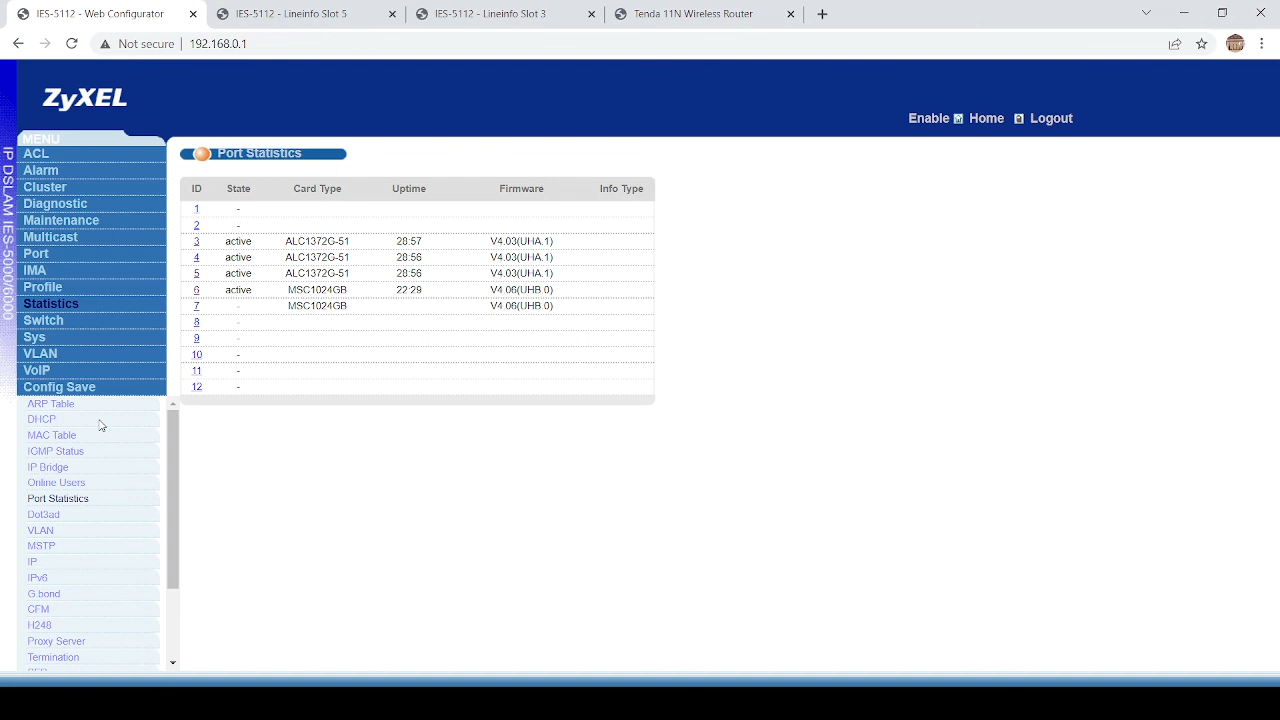 IES-5112 - Web Configurator
IES-5112 - Lineinfo Slot 5
IES-5112 - Lineinfo Slot 3
Tenda 11N Wireless Router
Not secure
192.168.0.1
ZyXEL
Enable Home Logout
IP DSLAM IES-5000/6000
MENU
ACL
Alarm
Cluster
Diagnostic
Maintenance
Multicast
Port
IMA
Profile
Statistics
Switch
Sys
VLAN
VoIP
Config Save
ARP Table
DHCP
MAC Table
IGMP Status
IP Bridge
Online Users
Port Statistics
Dot3ad
VLAN
MSTP
IP
IPv6
G.bond
CFM
H248
Proxy Server
Termination
Port Statistics
ID State Card Type Uptime Firmware Info Type
1 -
2 -
3 active ALC1372G-51 20:57 V4.03(UHA.1)
4 active ALC1372G-51 20:56 V4.03(UHA.1)
5 active ALC1372G-51 20:56 V4.03(UHA.1)
6 active MSC1024GB 22:29 V4.06(UHB.0)
7 - MSC1024GB V4.06(UHB.0)
8 -
9 -
10 -
11 -
12 -